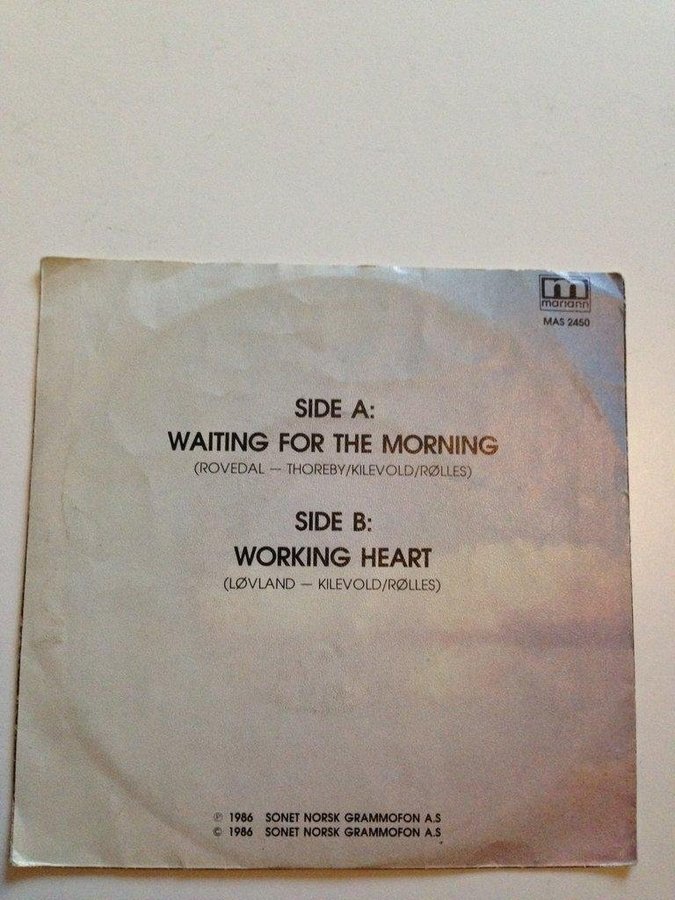 mariann
MAS 2450
SIDE A:
WAITING FOR THE MORNING
(ROVEDAL — THOREBY/KILEVOLD/RØLLES)
SIDE B:
WORKING HEART
(LØVLAND — KILEVOLD/RØLLES)
℗ 1986 SONET NORSK GRAMMOFON A.S
© 1986 SONET NORSK GRAMMOFON A.S